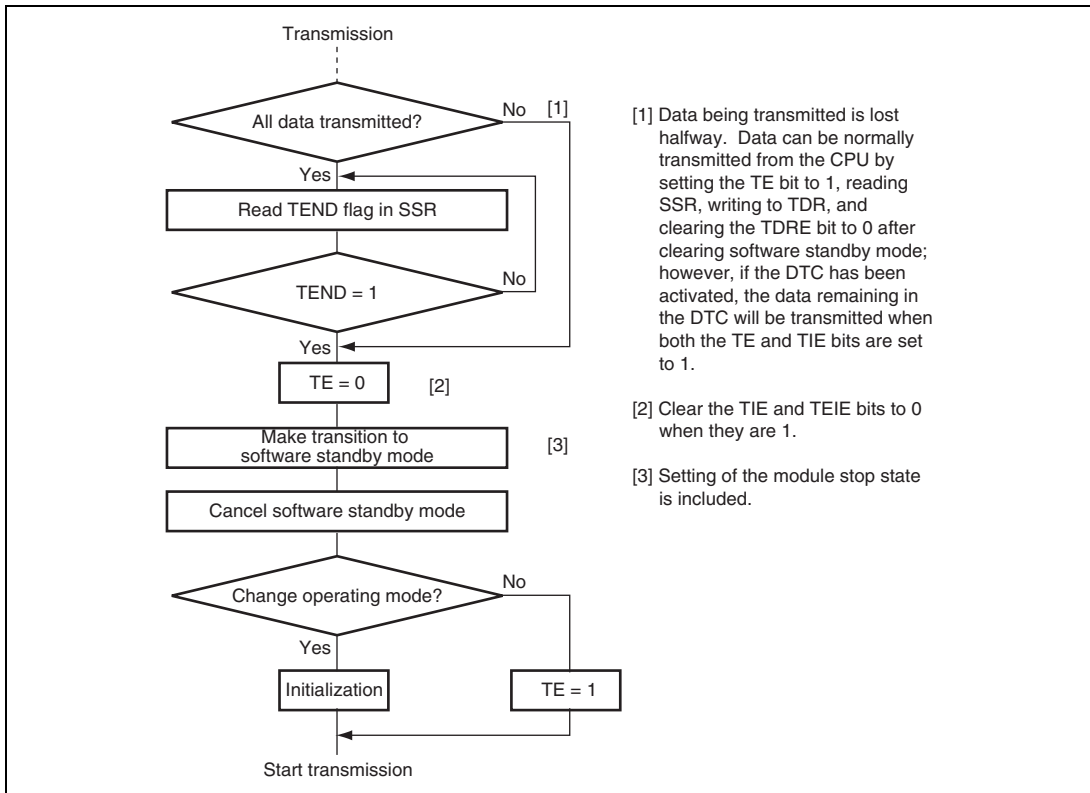 Transmission
All data transmitted?
No
[1]
Yes
Read TEND flag in SSR
TEND = 1
No
Yes
TE = 0
[2]
Make transition to
software standby mode
[3]
Cancel software standby mode
Change operating mode?
No
Yes
Initialization
TE = 1
Start transmission
[1] Data being transmitted is lost
halfway. Data can be normally
transmitted from the CPU by
setting the TE bit to 1, reading
SSR, writing to TDR, and
clearing the TDRE bit to 0 after
clearing software standby mode;
however, if the DTC has been
activated, the data remaining in
the DTC will be transmitted when
both the TE and TIE bits are set
to 1.
[2] Clear the TIE and TEIE bits to 0
when they are 1.
[3] Setting of the module stop state
is included.